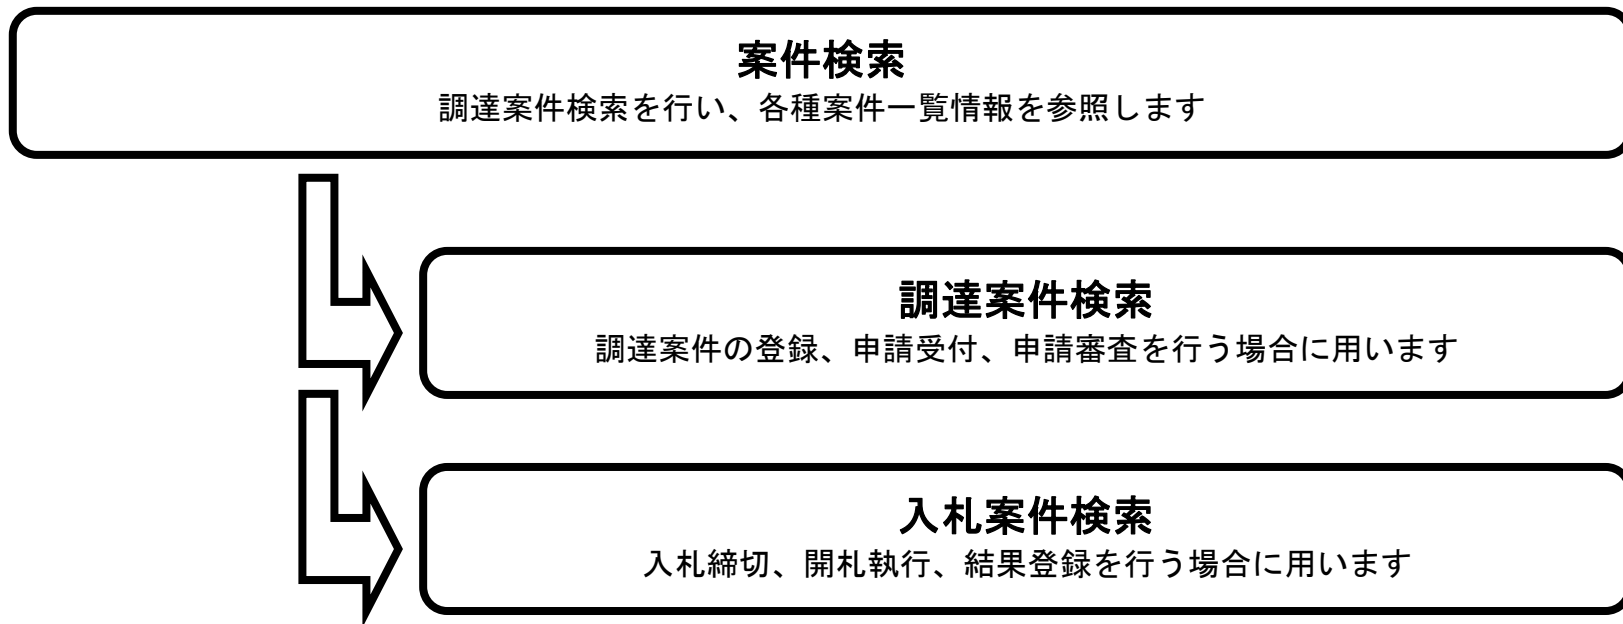 案件検索
調達案件検索を行い、各種案件一覧情報を参照します
調達案件検索
調達案件の登録、申請受付、申請審査を行う場合に用います
入札案件検索
入札締切、開札執行、結果登録を行う場合に用います